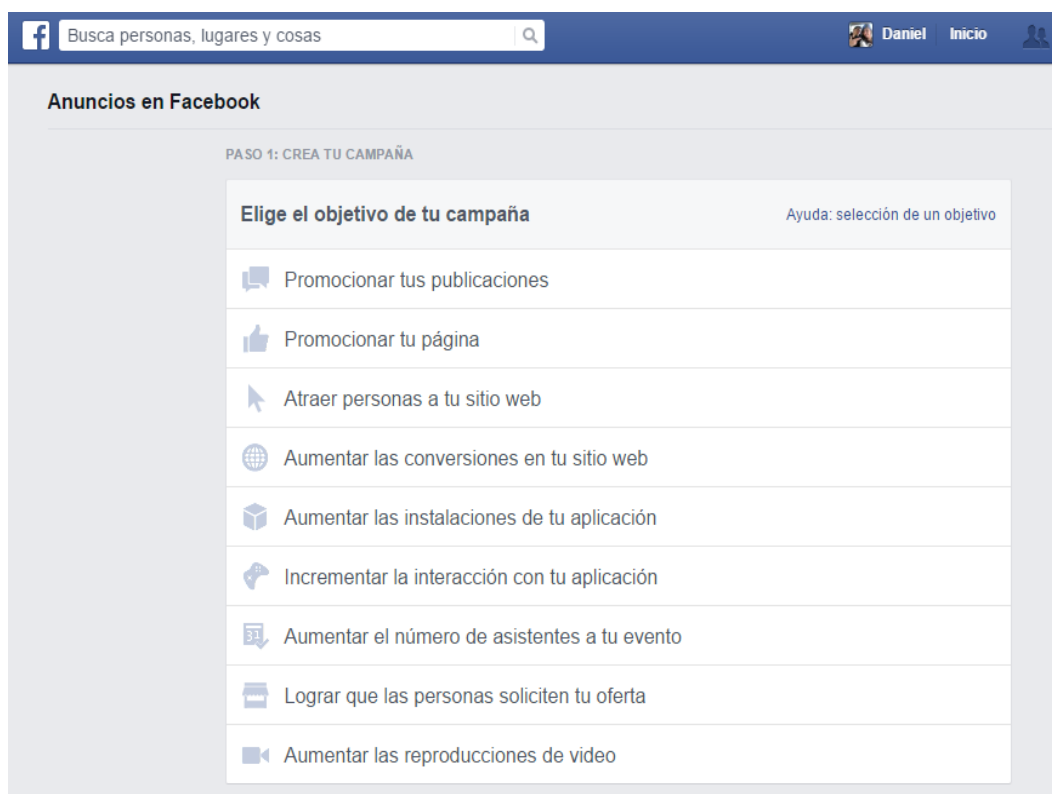 f
Busca personas, lugares y cosas
Daniel Inicio
Anuncios en Facebook
PASO 1: CREA TU CAMPAÑA
Elige el objetivo de tu campaña
Ayuda: selección de un objetivo
Promocionar tus publicaciones
Promocionar tu página
Atraer personas a tu sitio web
Aumentar las conversiones en tu sitio web
Aumentar las instalaciones de tu aplicación
Incrementar la interacción con tu aplicación
31
Aumentar el número de asistentes a tu evento
Lograr que las personas soliciten tu oferta
Aumentar las reproducciones de video